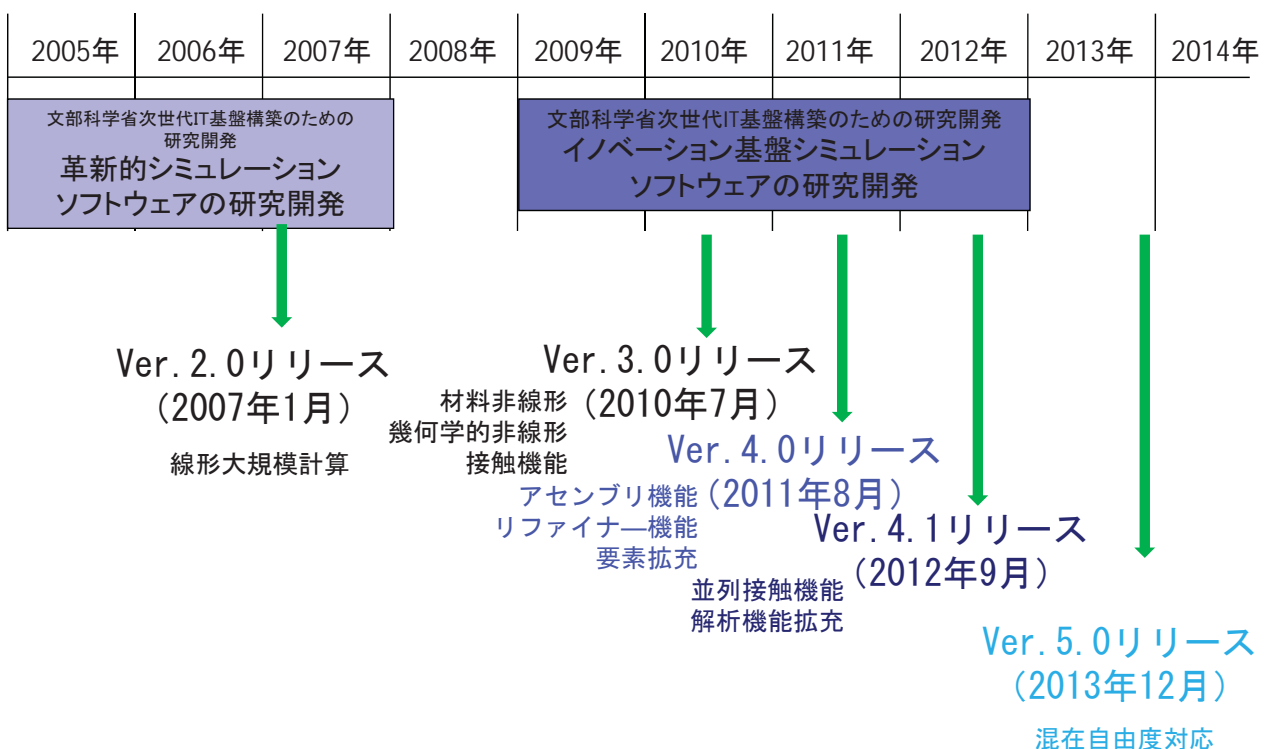 2005年 2006年 2007年 2008年 2009年 2010年 2011年 2012年 2013年 2014年
文部科学省次世代IT基盤構築のための
研究開発
革新的シミュレーション
ソフトウェアの研究開発
文部科学省次世代IT基盤構築のための研究開発
イノベーション基盤シミュレーション
ソフトウェアの研究開発
Ver.2.0リリース
(2007年1月)
線形大規模計算
Ver.3.0リリース
(2010年7月)
材料非線形
幾何学的非線形
接触機能
Ver.4.0リリース
(2011年8月)
アセンブリ機能
リファイナ―機能
要素拡充
Ver.4.1リリース
(2012年9月)
並列接触機能
解析機能拡充
Ver.5.0リリース
(2013年12月)
混在自由度対応